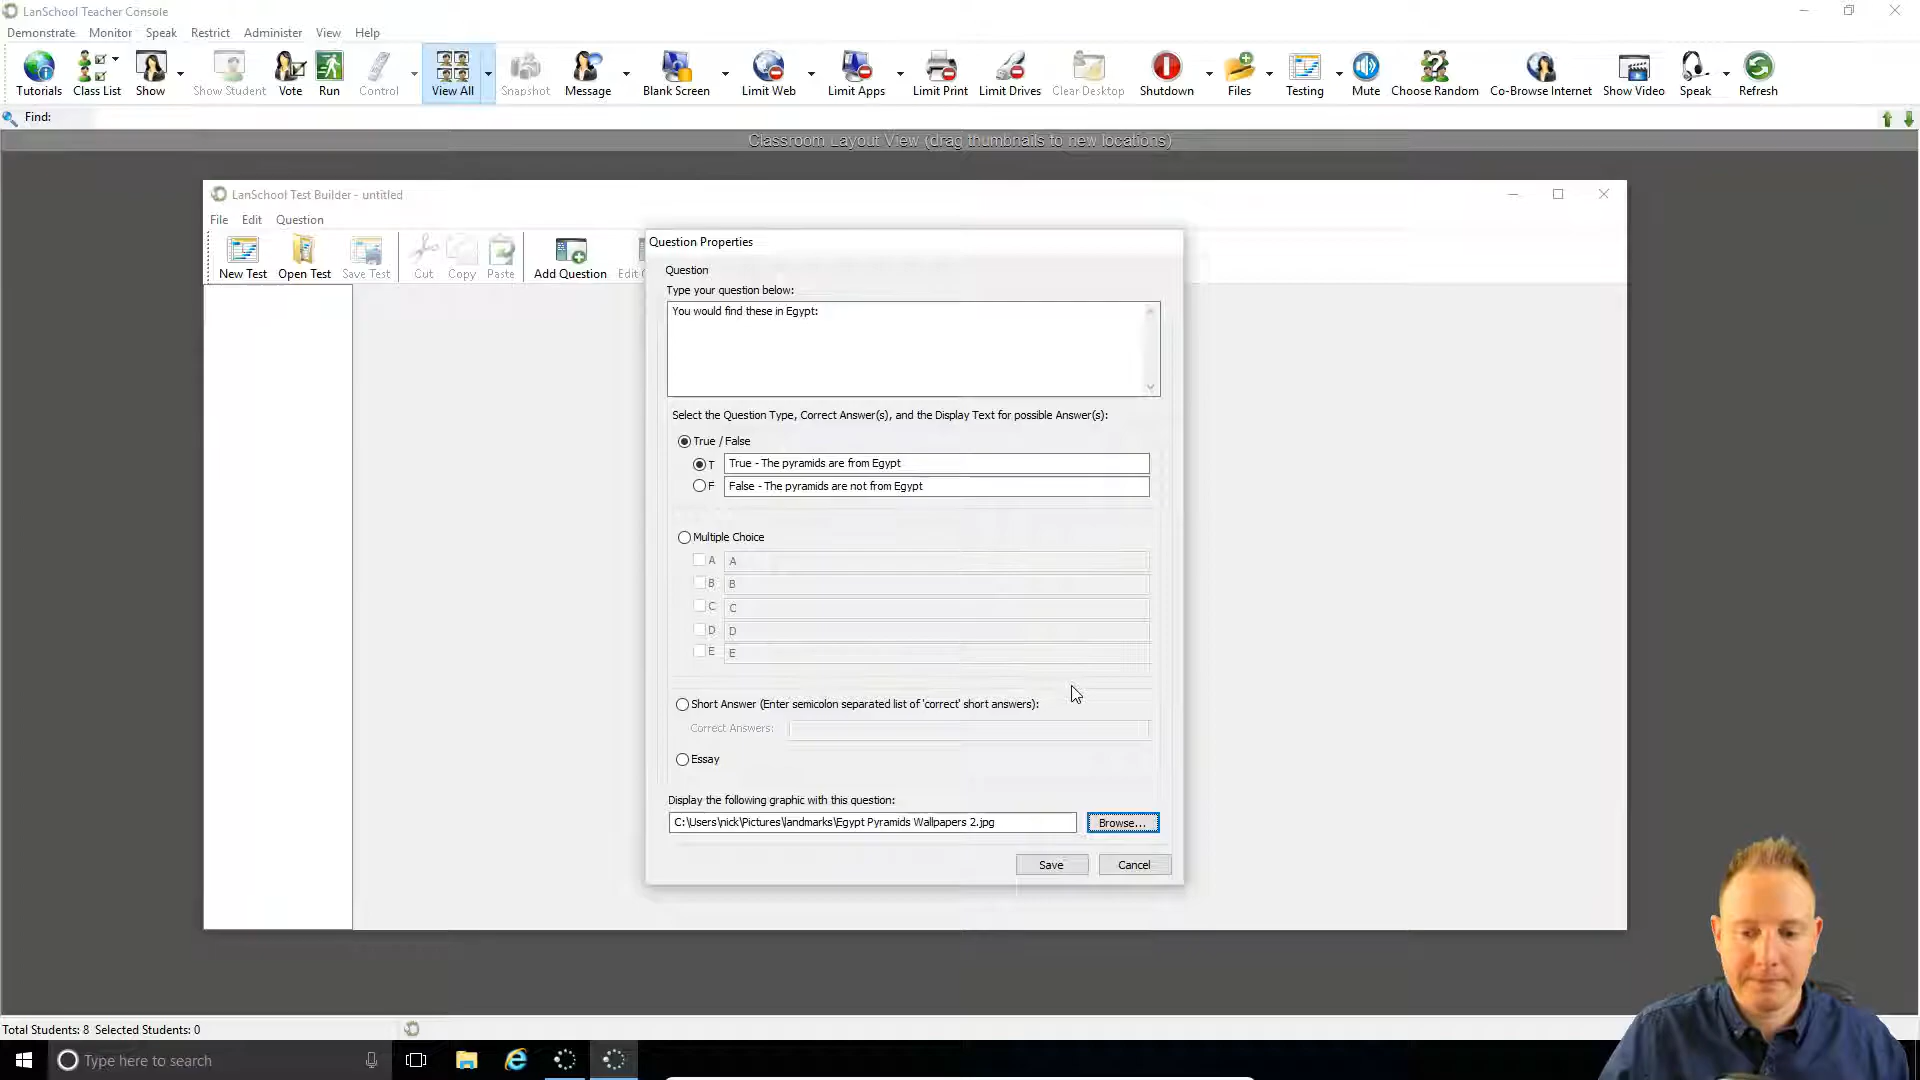 LanSchool Teacher Console
Demonstrate Monitor Speak Restrict Administer View Help
Tutorials Class List Show Show Student Vote Run Control View All Snapshot Message Blank Screen Limit Web Limit Apps Limit Print Limit Drives Clear Desktop Shutdown Files Testing Mute Choose Random Co-Browse Internet Show Video Speak Refresh
Find:
Classroom Layout View (drag thumbnails to new locations)
LanSchool Test Builder - untitled
File Edit Question
New Test Open Test Save Test Cut Copy Paste Add Question
Question Properties
Question
Type your question below:
You would find these in Egypt:
Select the Question Type, Correct Answer(s), and the Display Text for possible Answer(s):
True / False
T True - The pyramids are from Egypt
F False - The pyramids are not from Egypt
Multiple Choice
A A
B B
C C
D D
E E
Short Answer (Enter semicolon separated list of 'correct' short answers):
Correct Answers:
Essay
Display the following graphic with this question:
C:\Users\nick\Pictures\landmarks\Egypt Pyramids Wallpapers 2.jpg Browse...
Save Cancel
Total Students: 8 Selected Students: 0
Type here to search